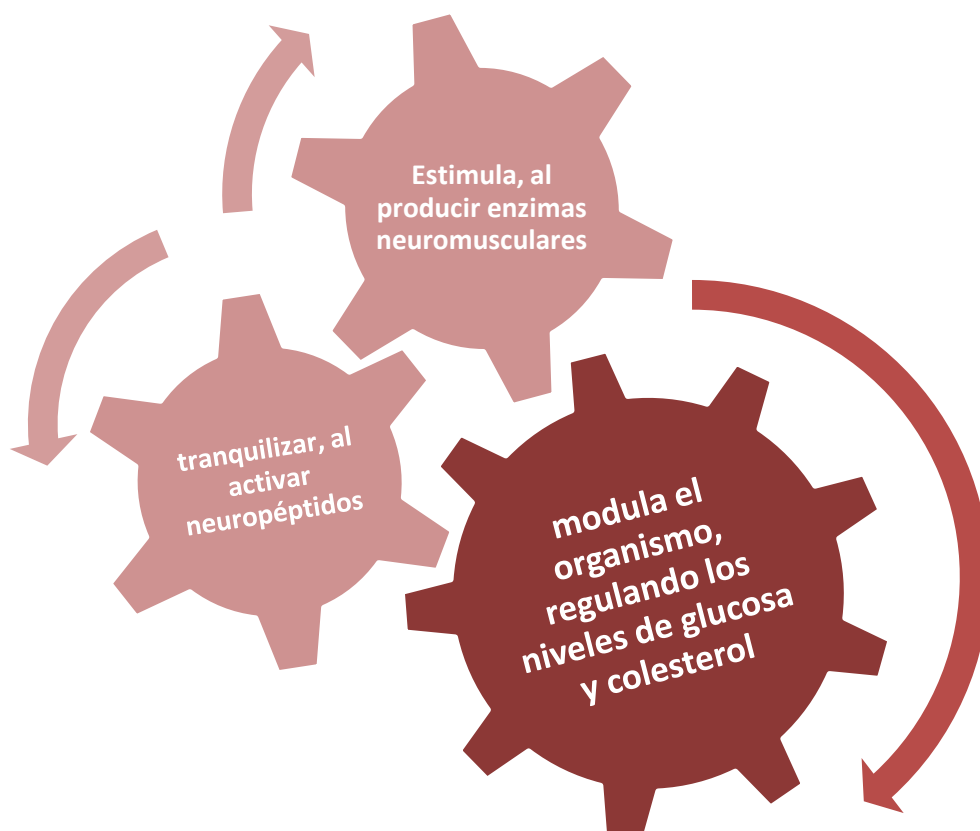 Estimula, al
producir enzimas
neuromusculares
tranquilizar, al
activar
neuropéptidos
modula el
organismo,
regulando los
niveles de glucosa
y colesterol